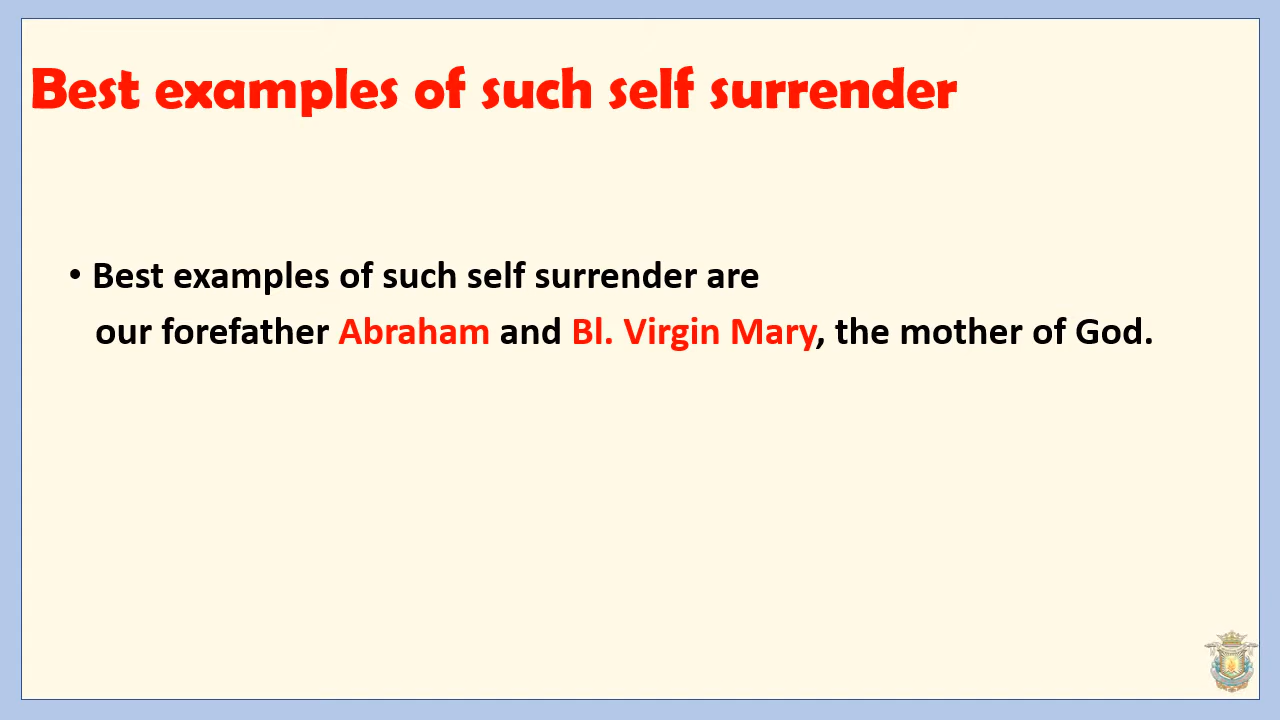 Best examples of such self surrender
• Best examples of such self surrender are
our forefather Abraham and Bl. Virgin Mary, the mother of God.